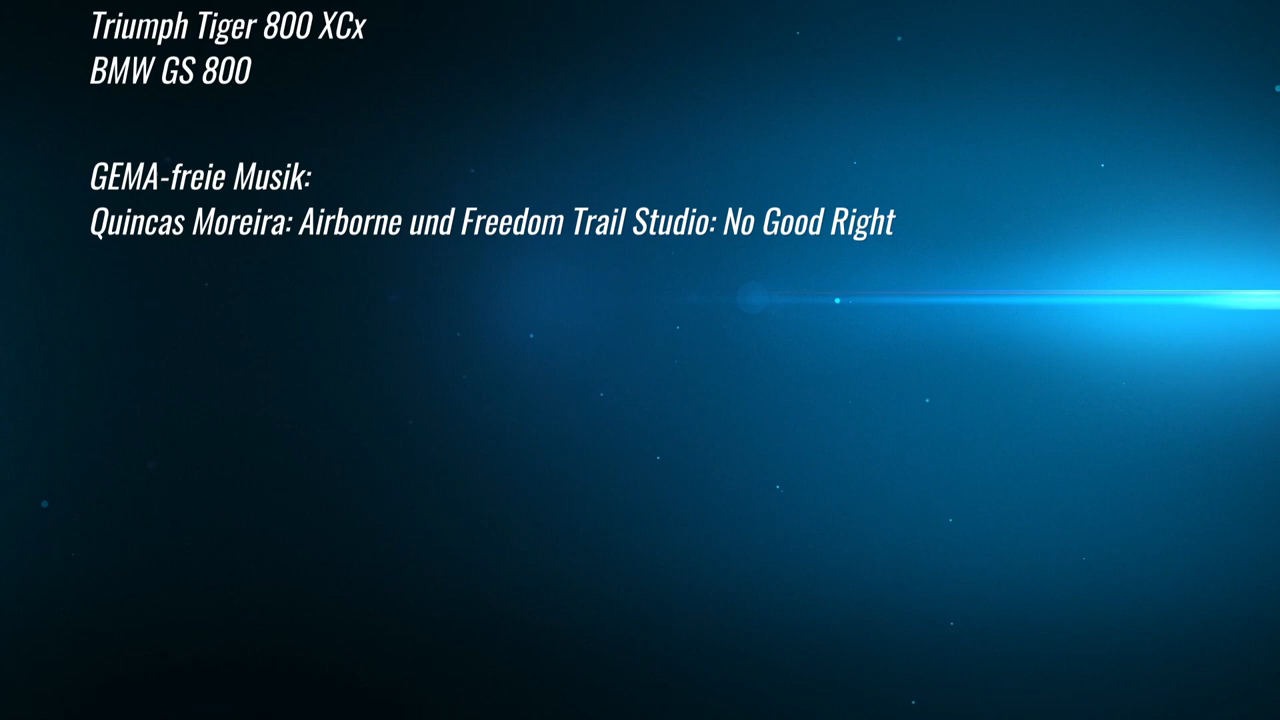 Triumph Tiger 800 XCx
BMW GS 800
GEMA-freie Musik:
Quincas Moreira: Airborne und Freedom Trail Studio: No Good Right